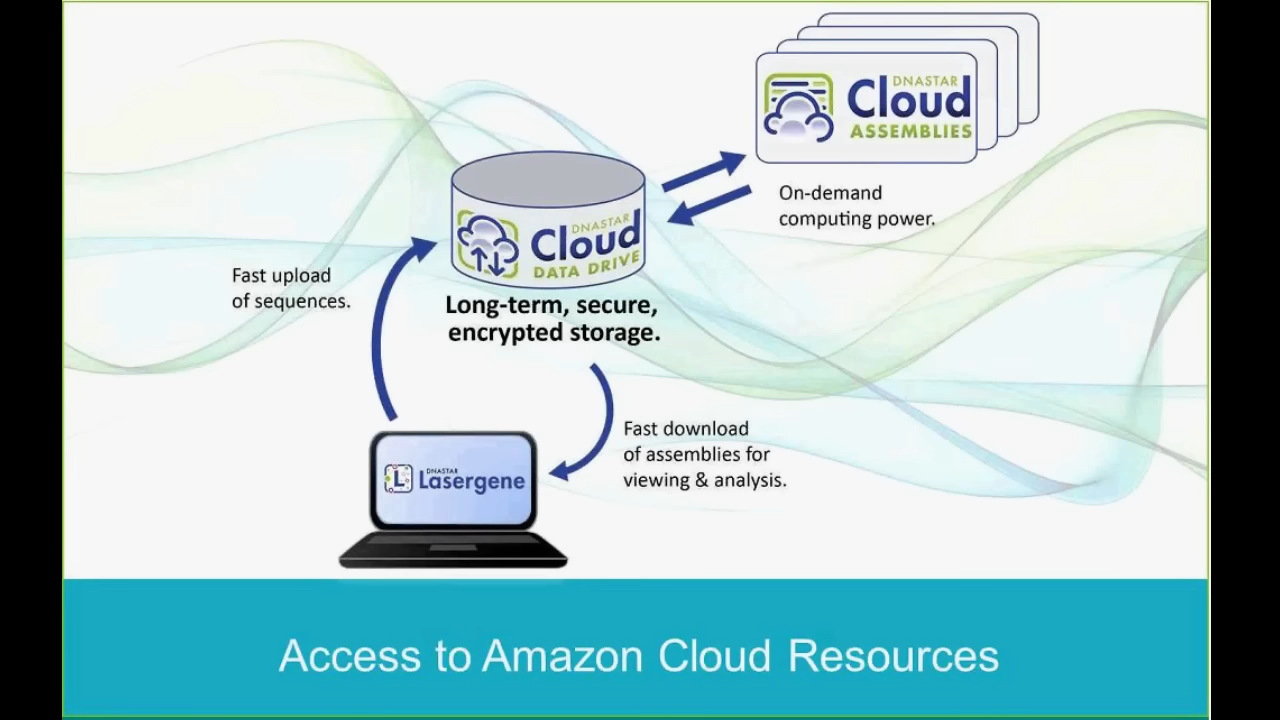 DNASTAR
Cloud
ASSEMBLIES
On-demand
computing power.
DNASTAR
Cloud
DATA DRIVE
Long-term, secure,
encrypted storage.
Fast upload
of sequences.
Fast download
of assemblies for
viewing & analysis.
L
DNASTAR
Lasergene
Access to Amazon Cloud Resources